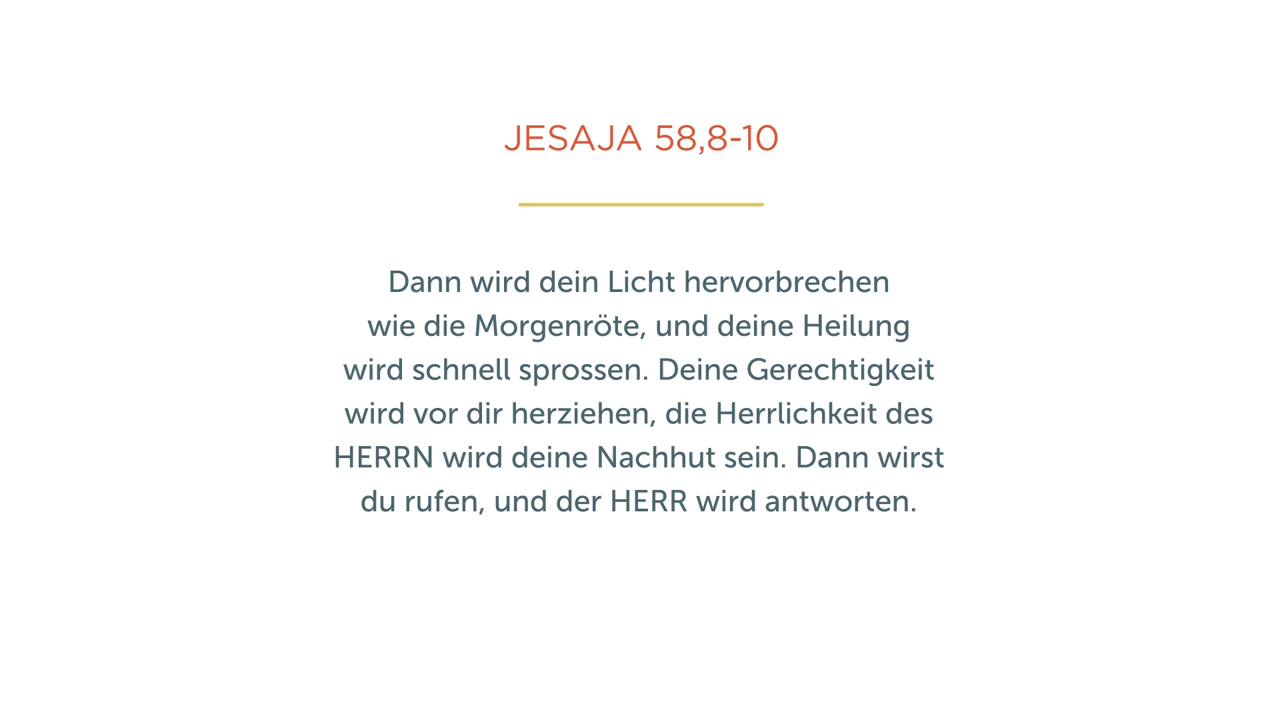 JESAJA 58,8-10
Dann wird dein Licht hervorbrechen
wie die Morgenröte, und deine Heilung
wird schnell sprossen. Deine Gerechtigkeit
wird vor dir herziehen, die Herrlichkeit des
HERRN wird deine Nachhut sein. Dann wirst
du rufen, und der HERR wird antworten.